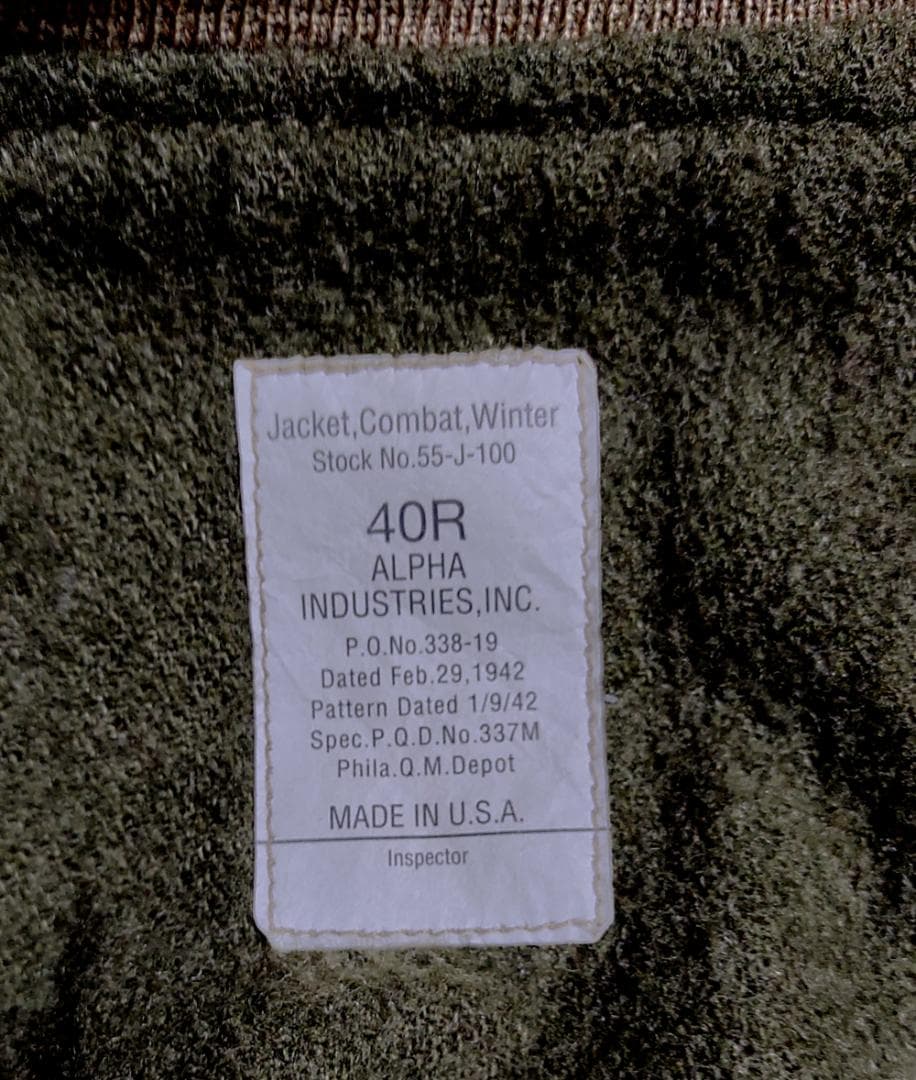 Jacket,Combat,Winter
Stock No.55-J-100
40R
ALPHA
INDUSTRIES,INC.
P.O.No.338-19
Dated Feb.29,1942
Pattern Dated 1/9/42
Spec.P.Q.D.No.337M
Phila.Q.M.Depot
MADE IN U.S.A.
Inspector